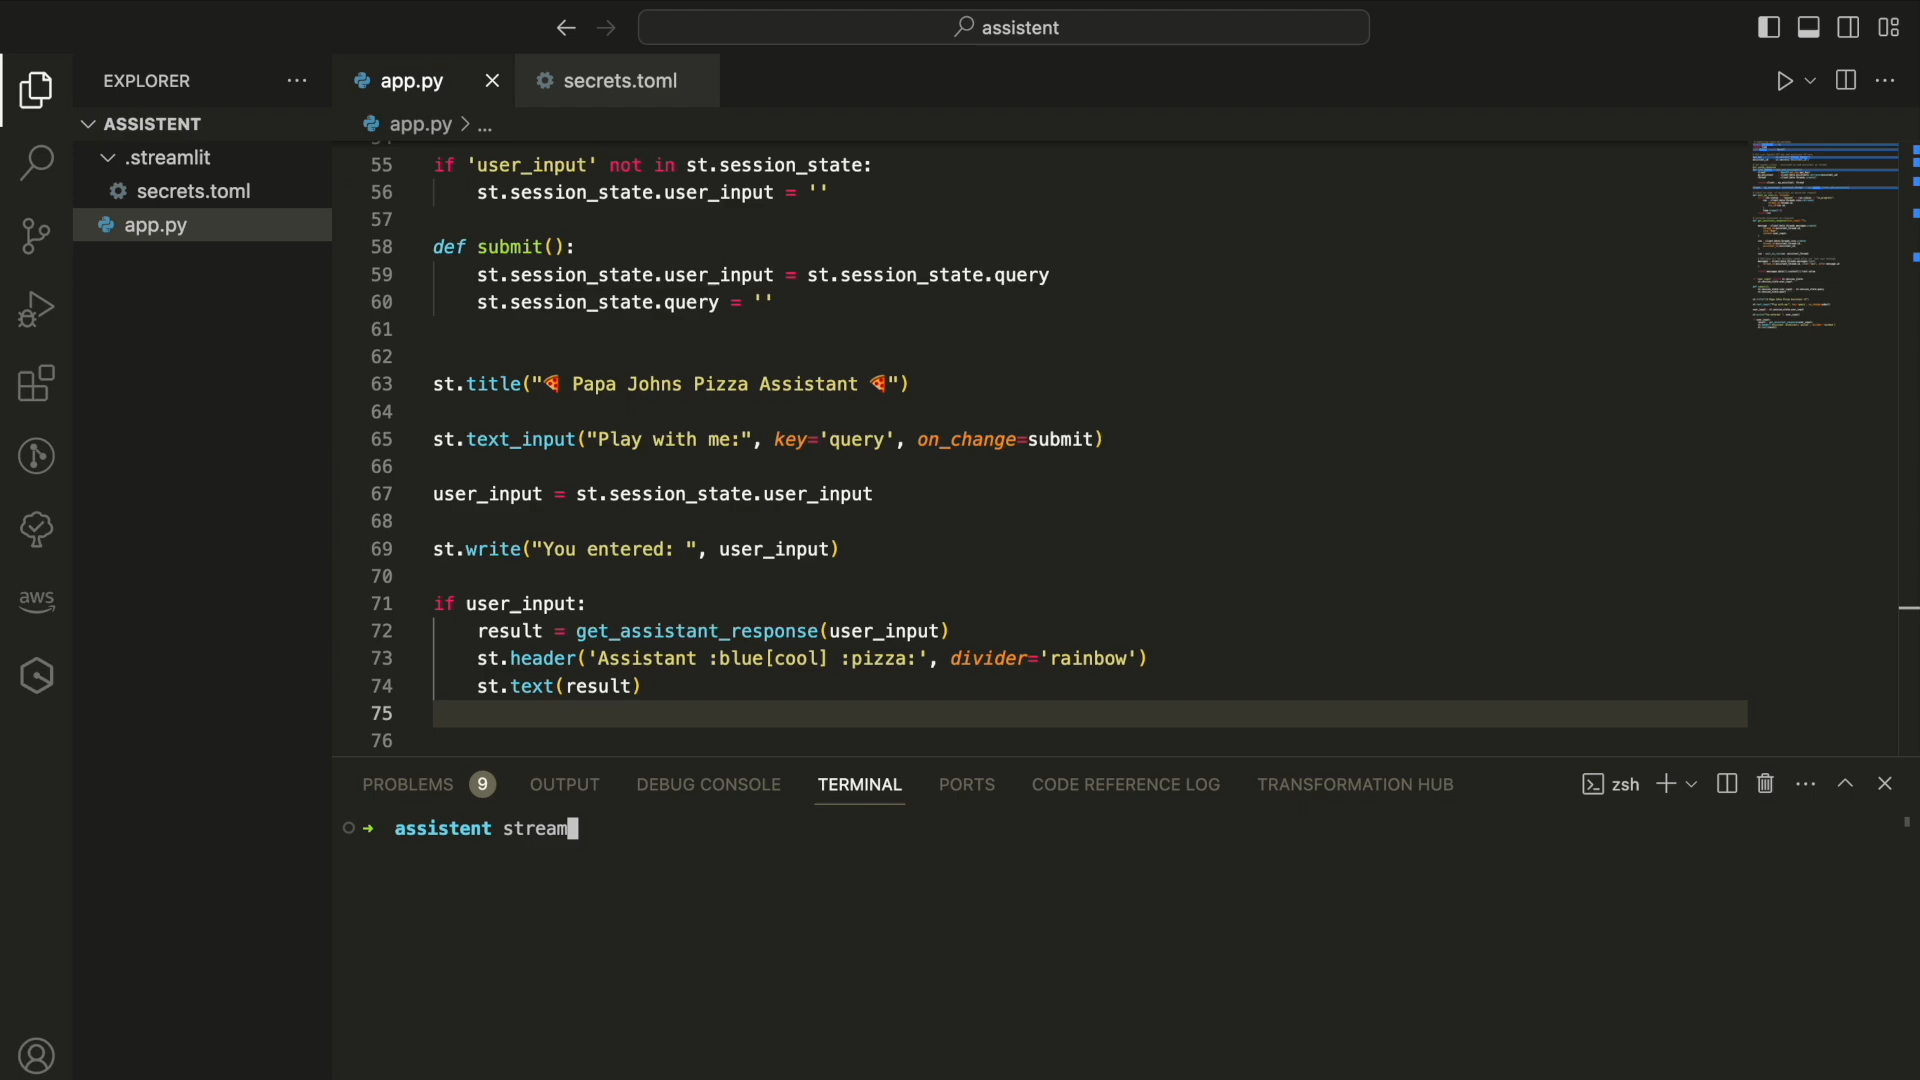 assistent
EXPLORER
app.py
secrets.toml
ASSISTENT
app.py > ...
.streamlit
secrets.toml
app.py
55 if 'user_input' not in st.session_state:
56 st.session_state.user_input = ''
57
58 def submit():
59 st.session_state.user_input = st.session_state.query
60 st.session_state.query = ''
61
62
63 st.title("🍕 Papa Johns Pizza Assistant 🍕")
64
65 st.text_input("Play with me:", key='query', on_change=submit)
66
67 user_input = st.session_state.user_input
68
69 st.write("You entered: ", user_input)
70
71 if user_input:
72 result = get_assistant_response(user_input)
73 st.header('Assistant :blue[cool] :pizza:', divider='rainbow')
74 st.text(result)
75
76
aws
PROBLEMS 9 OUTPUT DEBUG CONSOLE TERMINAL PORTS CODE REFERENCE LOG TRANSFORMATION HUB zsh
➜ assistent stream